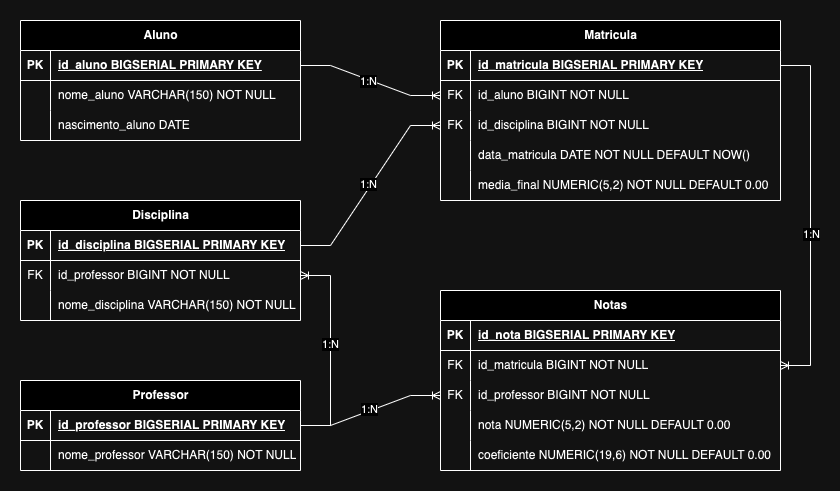 Aluno
PK id_aluno BIGSERIAL PRIMARY KEY
nome_aluno VARCHAR(150) NOT NULL
nascimento_aluno DATE
Matricula
PK id_matricula BIGSERIAL PRIMARY KEY
FK id_aluno BIGINT NOT NULL
FK id_disciplina BIGINT NOT NULL
data_matricula DATE NOT NULL DEFAULT NOW()
media_final NUMERIC(5,2) NOT NULL DEFAULT 0.00
1:N
1:N
1:N
Disciplina
PK id_disciplina BIGSERIAL PRIMARY KEY
FK id_professor BIGINT NOT NULL
nome_disciplina VARCHAR(150) NOT NULL
1:N
Notas
PK id_nota BIGSERIAL PRIMARY KEY
FK id_matricula BIGINT NOT NULL
FK id_professor BIGINT NOT NULL
nota NUMERIC(5,2) NOT NULL DEFAULT 0.00
coeficiente NUMERIC(19,6) NOT NULL DEFAULT 0.00
Professor
PK id_professor BIGSERIAL PRIMARY KEY
nome_professor VARCHAR(150) NOT NULL
1:N